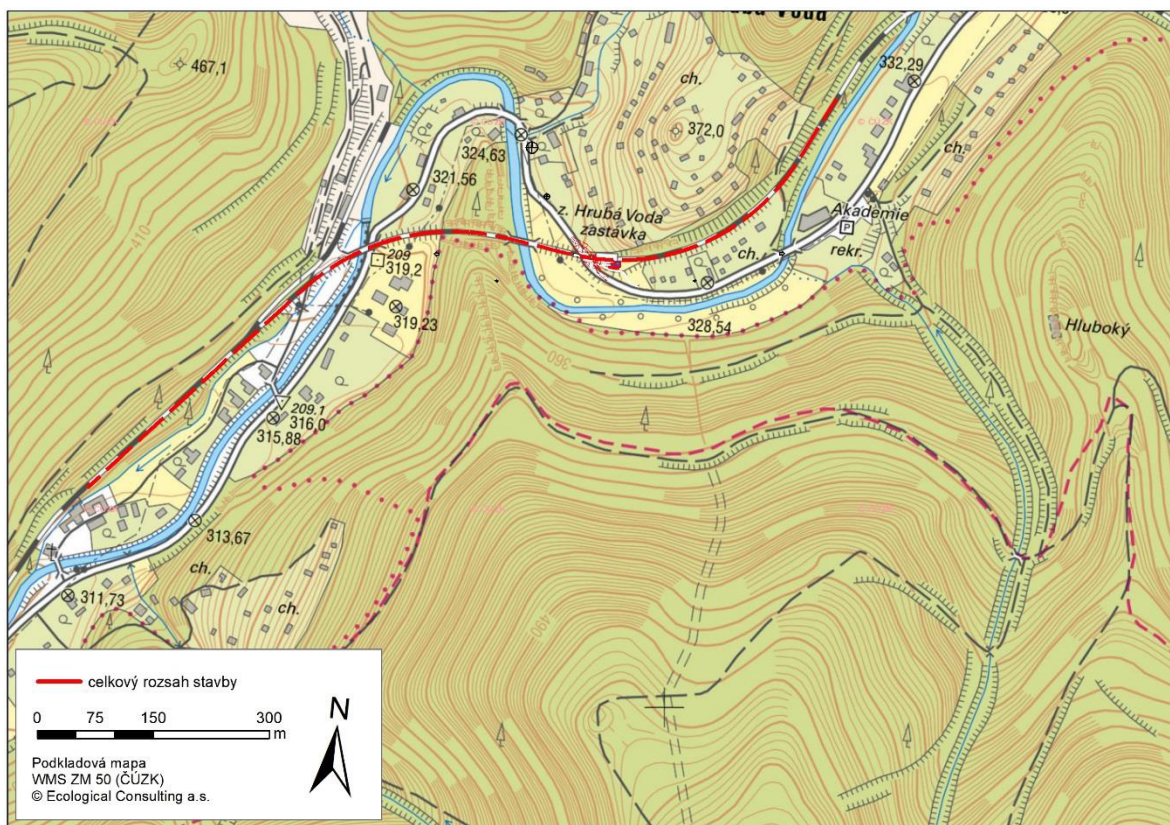 467,1
332,29
ch.
372,0
ch.
324,63
321,56
z. Hrubá Voda
zastávka
Akademie
P
rekr.
ch.
209
319,2
319,23
328,54
Hluboký
360
209.1
316,0
315,88
313,67
ch.
ch.
490
311,73
celkový rozsah stavby
0 75 150 300
m
N
Podkladová mapa
WMS ZM 50 (ČÚZK)
© Ecological Consulting a.s.